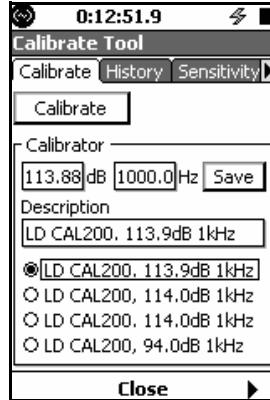 0:12:51.9
Calibrate Tool
Calibrate History Sensitivity
Calibrate
Calibrator
113.88 dB 1000.0 Hz Save
Description
LD CAL200. 113.9dB 1kHz
LD CAL200. 113.9dB 1kHz
LD CAL200, 114.0dB 1kHz
LD CAL200. 114.0dB 1kHz
LD CAL200, 94.0dB 1kHz
Close